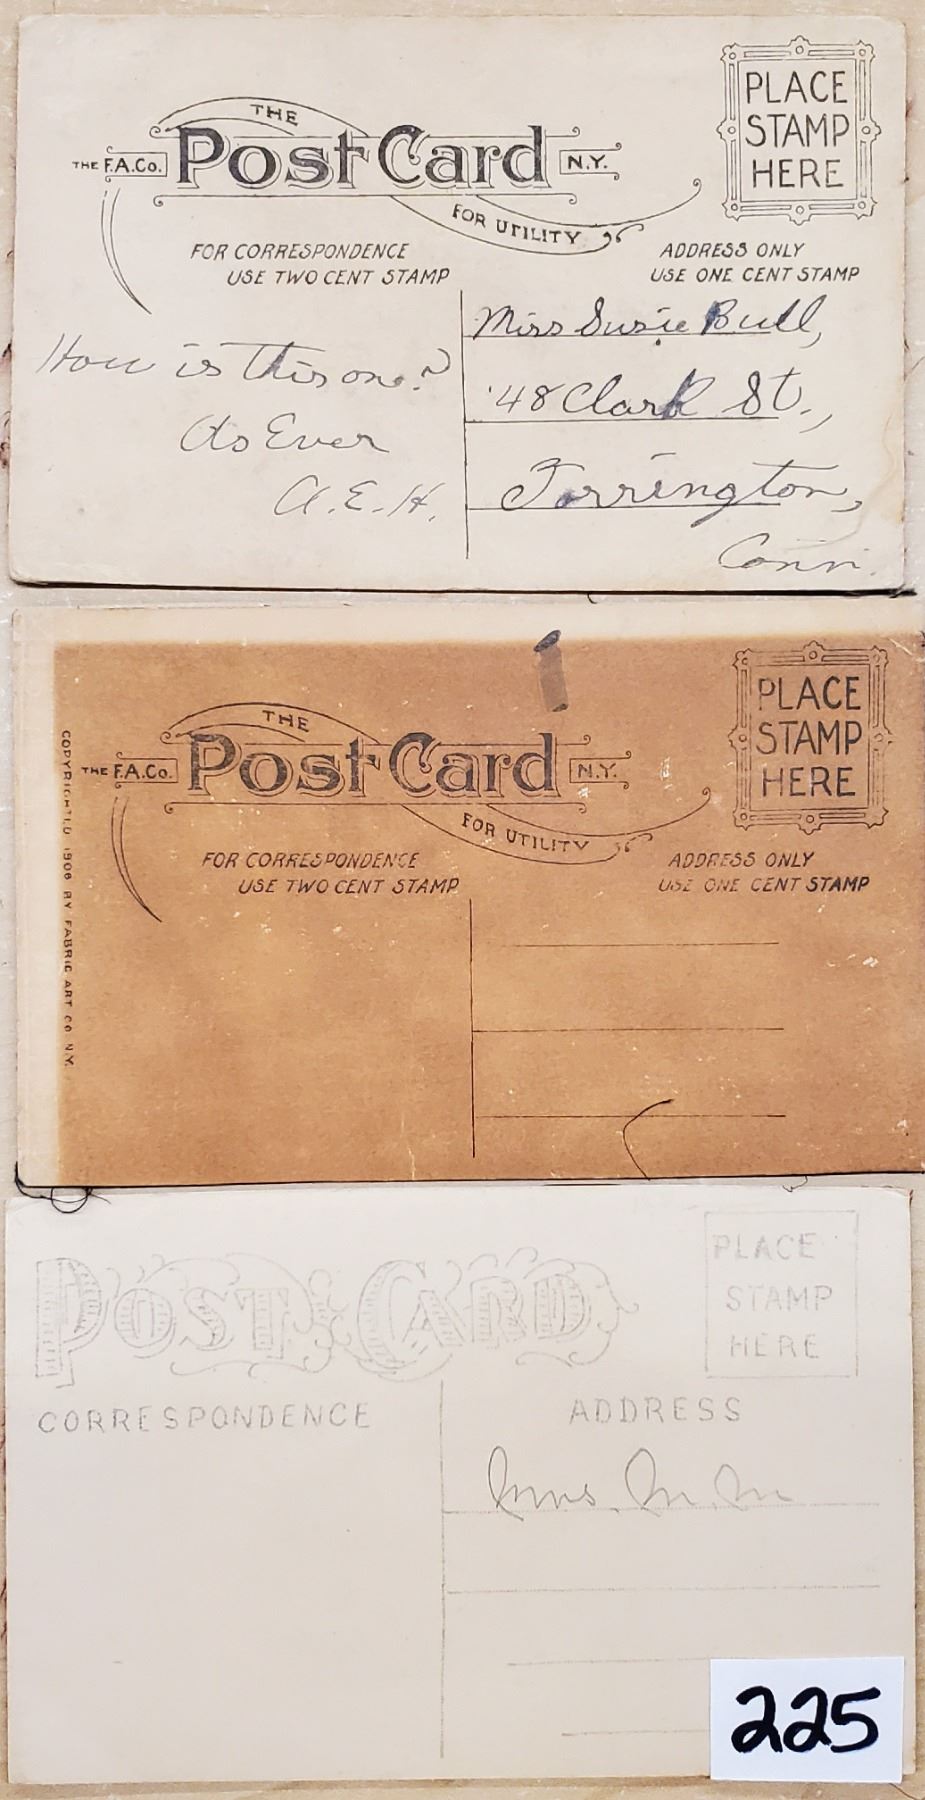 THE
THE F.A.Co. Post Card N.Y.
FOR UTILITY
PLACE
STAMP
HERE
FOR CORRESPONDENCE
USE TWO CENT STAMP
ADDRESS ONLY
USE ONE CENT STAMP
How is this one?
As Ever
A.E.H.
Miss Susie Bull,
48 Clark St.,
Torrington,
Conn.
COPYRIGHTED 1906 BY FABRIC ART CO N.Y.
THE
THE F.A.Co. Post Card N.Y.
FOR UTILITY
PLACE
STAMP
HERE
FOR CORRESPONDENCE
USE TWO CENT STAMP
ADDRESS ONLY
USE ONE CENT STAMP
POST CARD
PLACE
STAMP
HERE
CORRESPONDENCE
ADDRESS
225